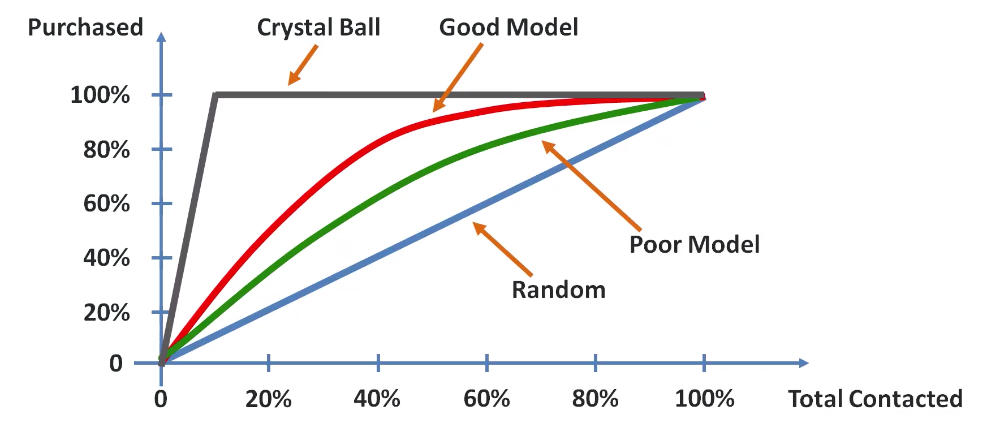 Purchased
Crystal Ball
Good Model
100%
80%
60%
40%
20%
0
Poor Model
Random
0
20%
40%
60%
80%
100%
Total Contacted